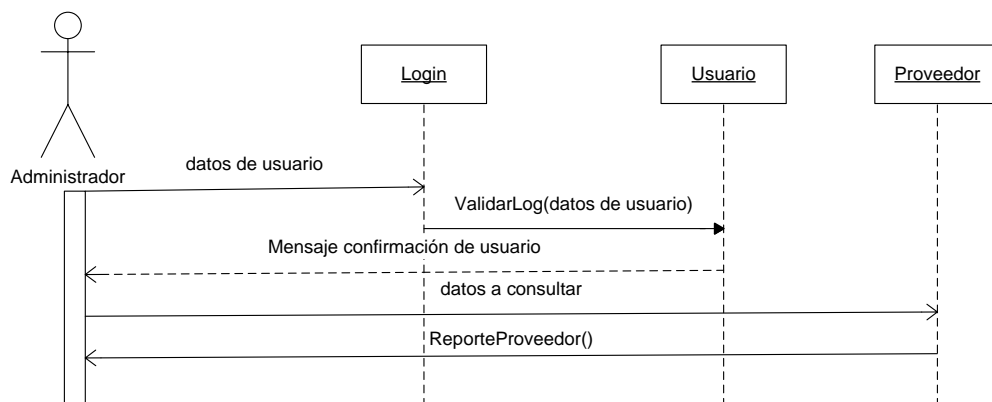 Login
Usuario
Proveedor
Administrador
datos de usuario
ValidarLog(datos de usuario)
Mensaje confirmación de usuario
datos a consultar
ReporteProveedor()